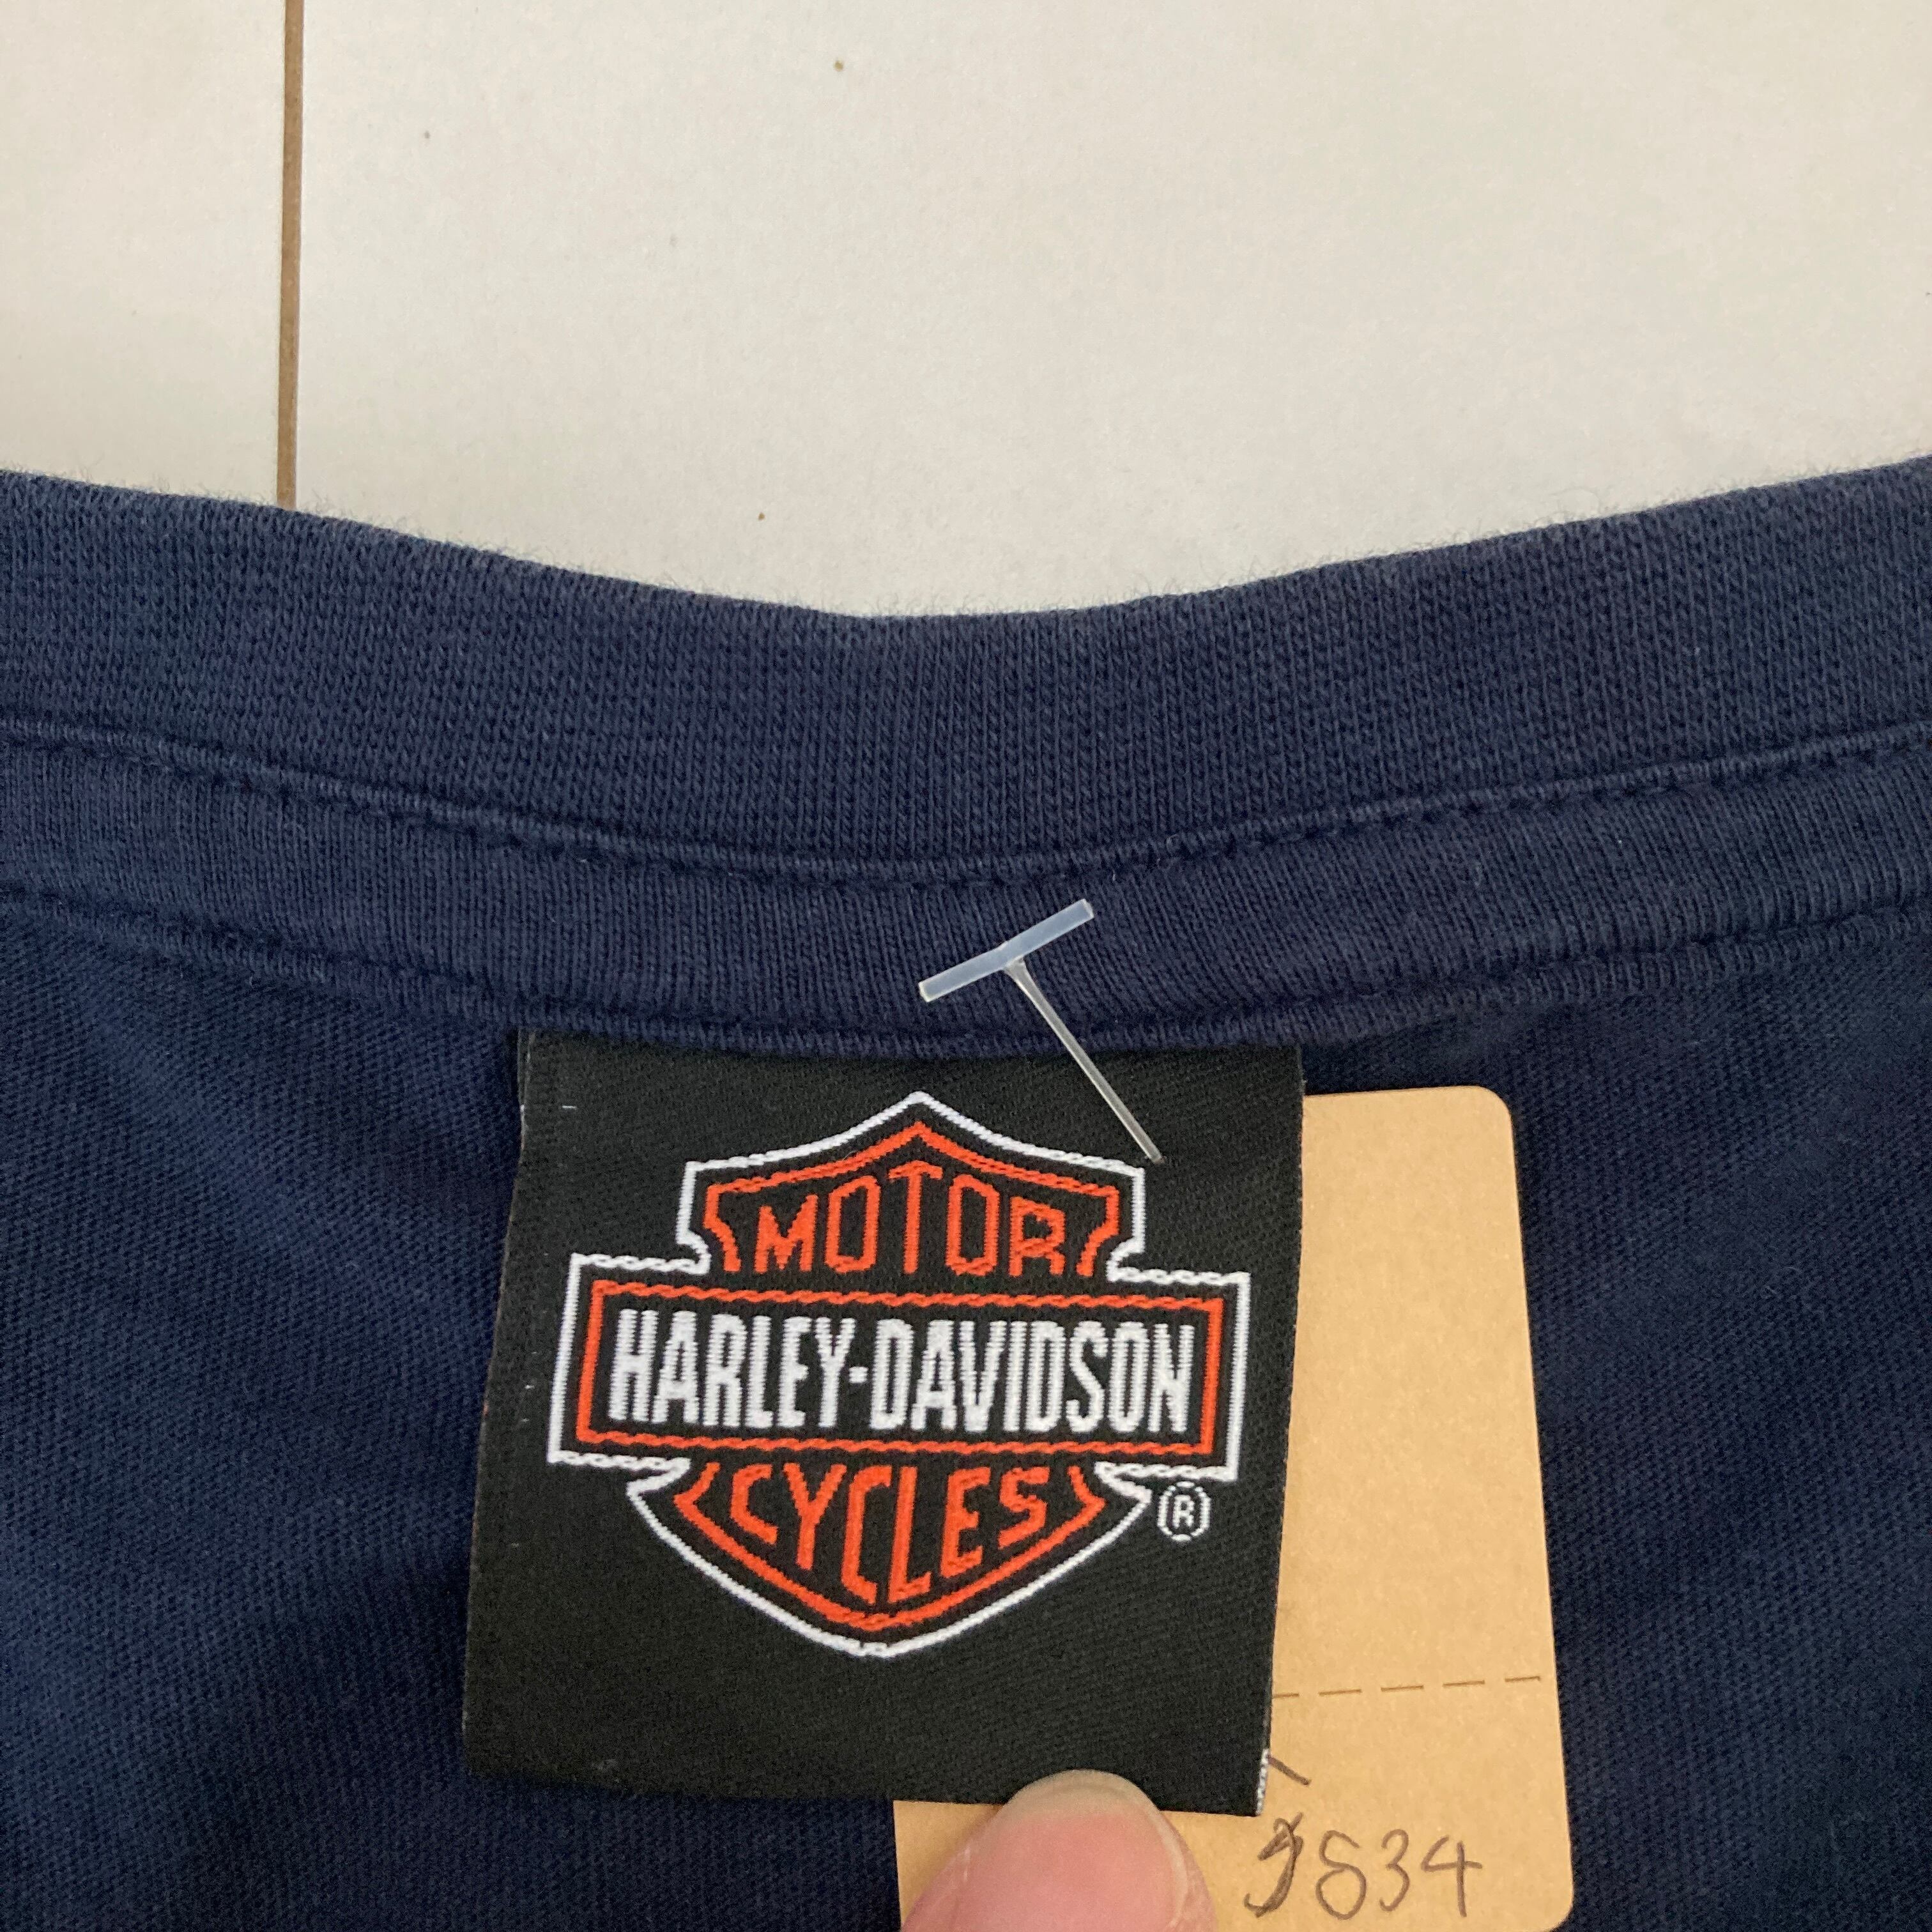 MOTOR
HARLEY-DAVIDSON
CYCLES
®